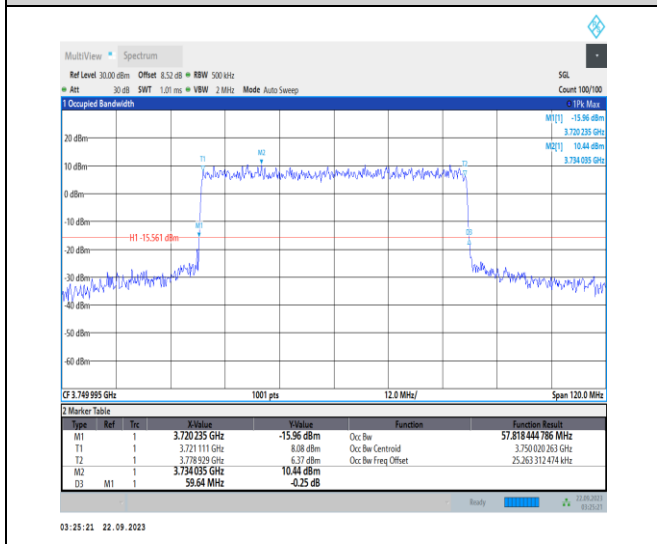 MultiView Spectrum
Ref Level 30.00 dBm Offset 8.52 dB RBW 500 kHz SGL
Att 30 dB SWT 1.01 ms VBW 2 MHz Mode Auto Sweep Count 100/100
1 Occupied Bandwidth 1Pk Max
M1[1] -15.96 dBm
3.720 235 GHz
M2[1] 10.44 dBm
3.734 035 GHz
20 dBm
10 dBm
0 dBm
-10 dBm
-30 dBm
-40 dBm
-50 dBm
-60 dBm
T1
M2
T2
M1
H1 -15.561 dBm
D3
CF 3.749 995 GHz 1001 pts 12.0 MHz/ Span 120.0 MHz
2 Marker Table
Type Ref Trc X-Value Y-Value Function Function Result
M1 1 3.720 235 GHz -15.96 dBm Occ Bw 57.818 444 786 MHz
T1 1 3.721 111 GHz 8.08 dBm Occ Bw Centroid 3.750 020 263 GHz
T2 1 3.778 929 GHz 6.37 dBm Occ Bw Freq Offset 25.263 312 474 kHz
M2 1 3.734 035 GHz 10.44 dBm
D3 M1 1 59.64 MHz -0.25 dB
Ready 22.09.2023
03:25:21
03:25:21 22.09.2023